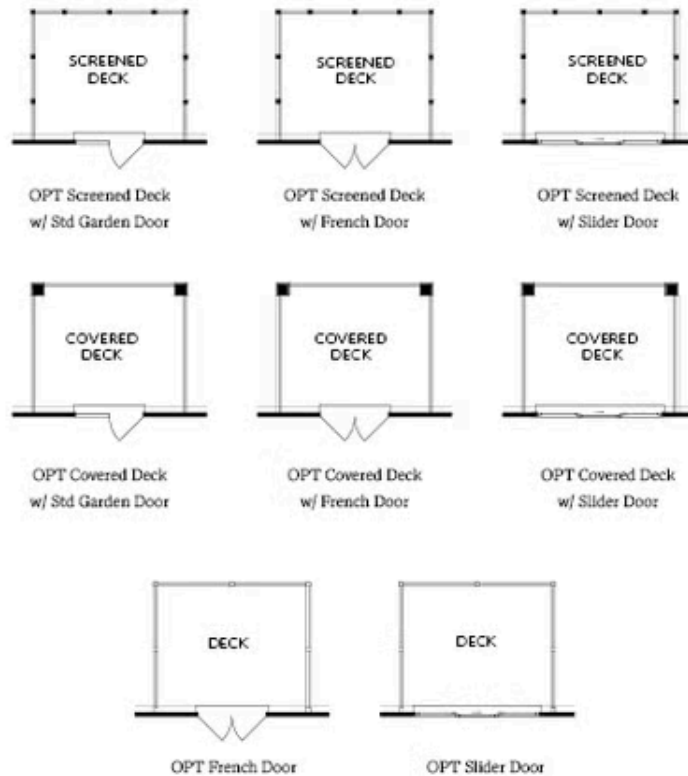 SCREENED
DECK
SCREENED
DECK
SCREENED
DECK
OPT Screened Deck
w/ Std Garden Door
OPT Screened Deck
w/ French Door
OPT Screened Deck
w/ Slider Door
COVERED
DECK
COVERED
DECK
COVERED
DECK
OPT Covered Deck
w/ Std Garden Door
OPT Covered Deck
w/ French Door
OPT Covered Deck
w/ Slider Door
DECK
DECK
OPT French Door
OPT Slider Door